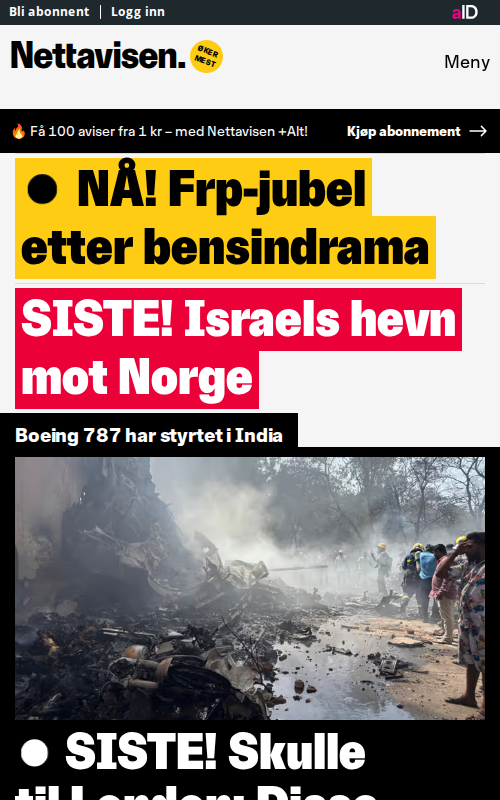 Bli abonnent | Logg inn
aID
Nettavisen.
ØKER
MEST
Meny
🔥 Få 100 aviser fra 1 kr – med Nettavisen +Alt!
Kjøp abonnement →
● NÅ! Frp-jubel
etter bensindrama
SISTE! Israels hevn
mot Norge
Boeing 787 har styrtet i India
● SISTE! Skulle
til London: Disse